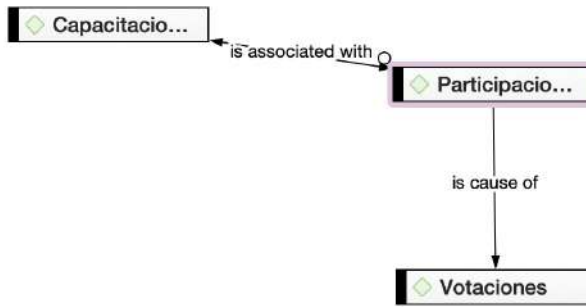 Capacitacio...
is associated with
Participacio...
is cause of
Votaciones